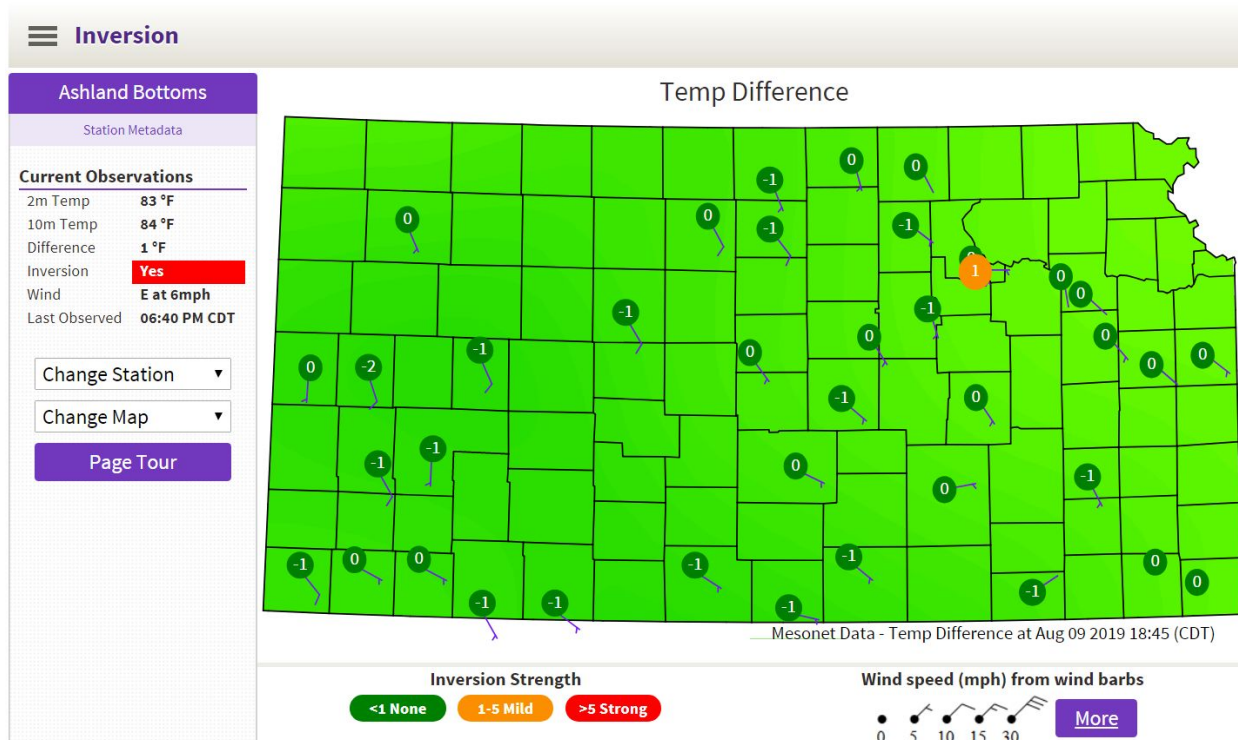 Inversion
Ashland Bottoms
Station Metadata
Current Observations
2m Temp 83 °F
10m Temp 84 °F
Difference 1 °F
Inversion Yes
Wind E at 6mph
Last Observed 06:40 PM CDT
Change Station
Change Map
Page Tour
Temp Difference
0
0
-1
0
0
-1
-1
1
0
0
-1
-1
0
0
0
-1
0
-2
0
0
0
-1
0
-1
0
-1
0
-1
-1
0
0
-1
-1
0
0
-1
-1
-1
-1
Mesonet Data - Temp Difference at Aug 09 2019 18:45 (CDT)
Inversion Strength
<1 None 1-5 Mild >5 Strong
Wind speed (mph) from wind barbs
0 5 10 15 30
More